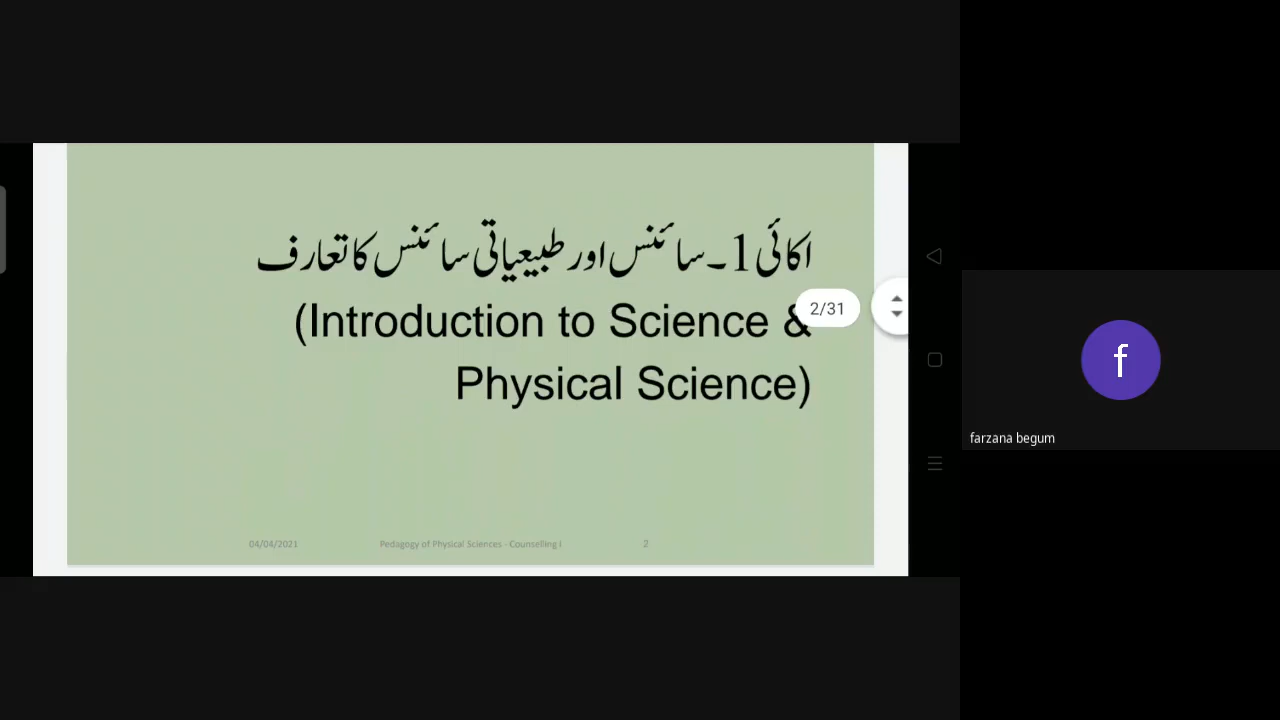 اکائی 1۔ سائنس اور طبیعیاتی سائنس کا تعارف
(Introduction to Science &
2/31
Physical Science)
f
farzana begum
04/04/2021 Pedagogy of Physical Sciences - Counselling I 2